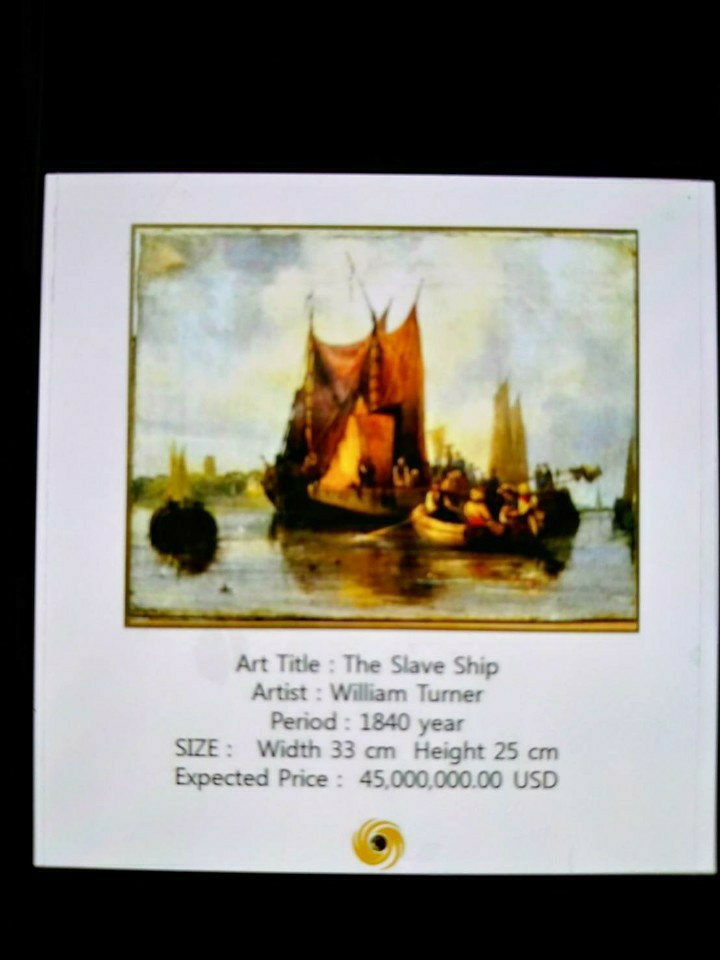 Art Title : The Slave Ship
Artist : William Turner
Period : 1840 year
SIZE : Width 33 cm Height 25 cm
Expected Price : 45,000,000.00 USD